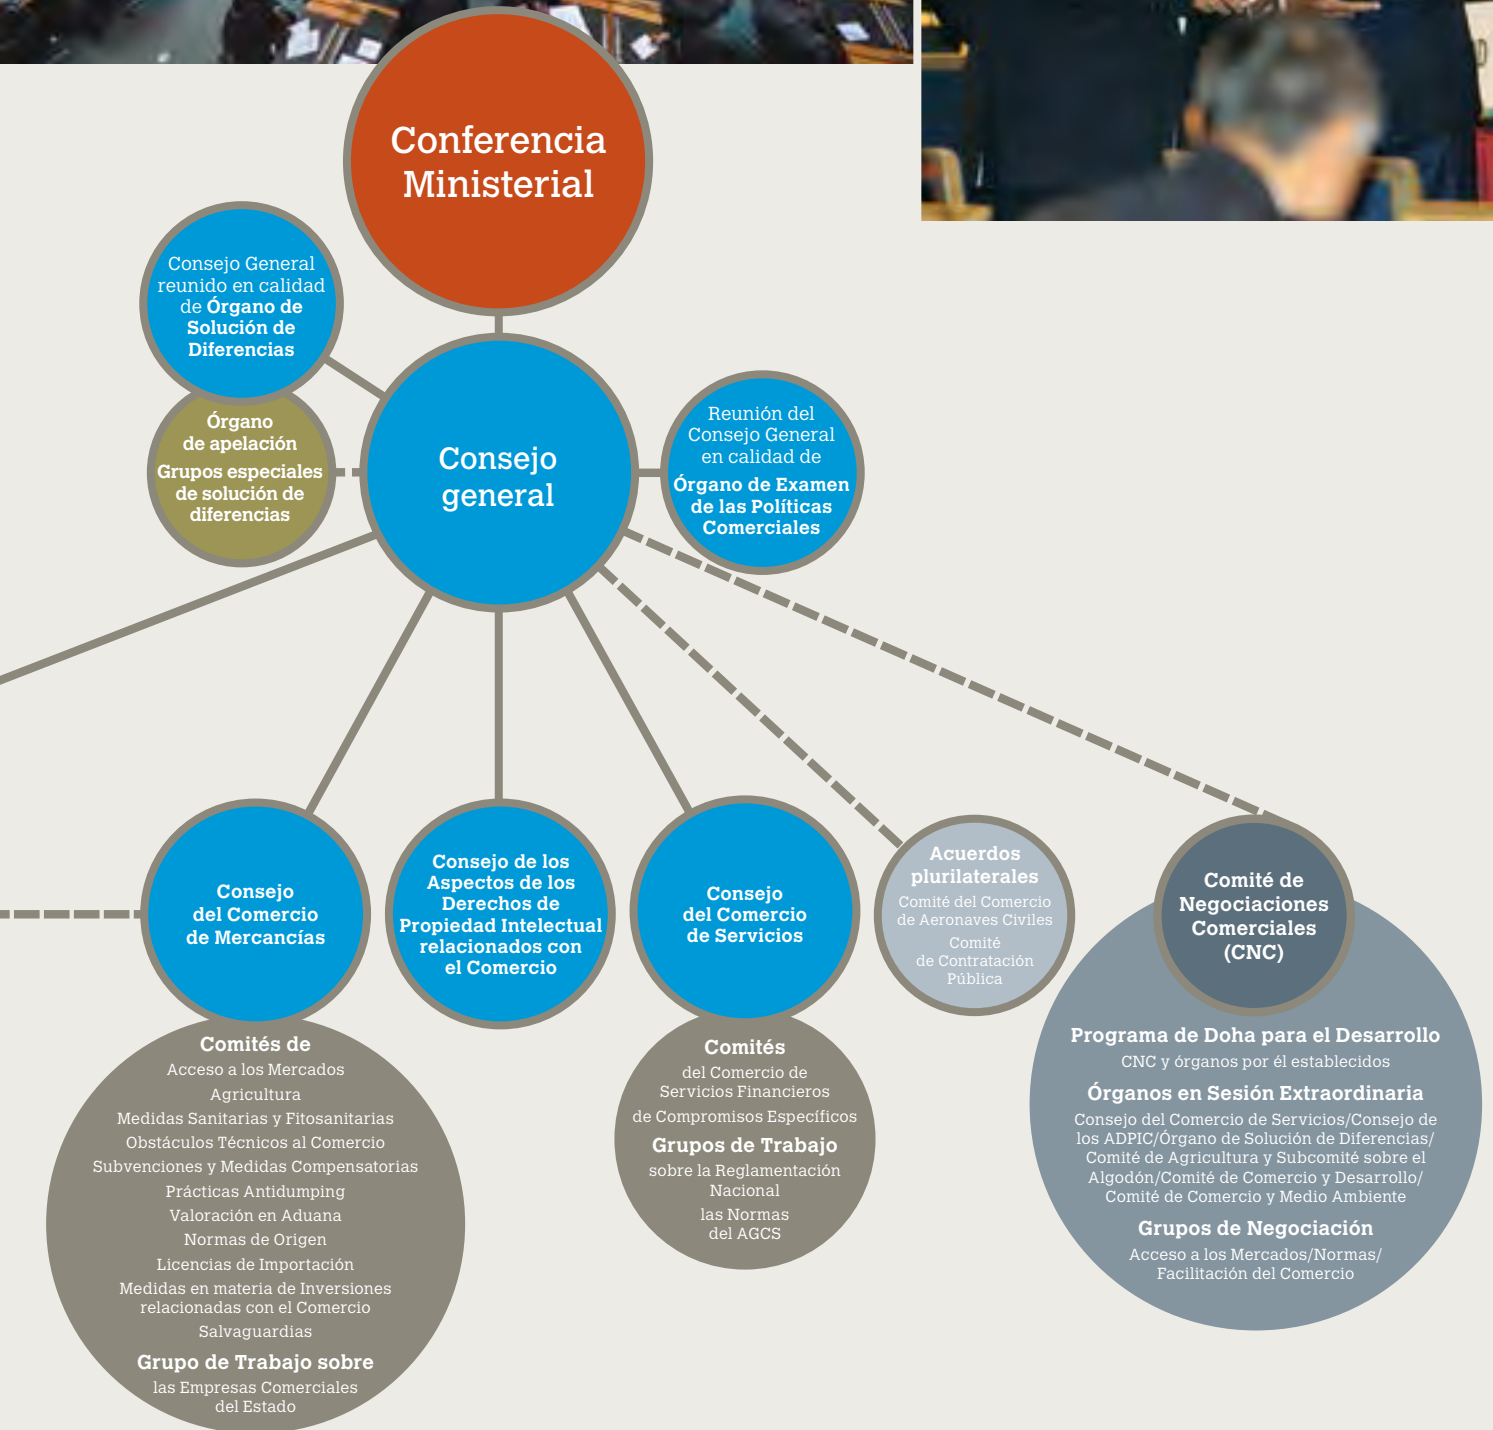 Conferencia
Ministerial
Consejo General
reunido en calidad
de Órgano de
Solución de
Diferencias
Órgano
de apelación
Grupos especiales
de solución de
diferencias
Consejo
general
Reunión del
Consejo General
en calidad de
Órgano de Examen
de las Políticas
Comerciales
Consejo
del Comercio
de Mercancías
Consejo de los
Aspectos de los
Derechos de
Propiedad Intelectual
relacionados con
el Comercio
Consejo
del Comercio
de Servicios
Acuerdos
plurilaterales
Comité del Comercio
de Aeronaves Civiles
Comité
de Contratación
Pública
Comité de
Negociaciones
Comerciales
(CNC)
Comités de
Acceso a los Mercados
Agricultura
Medidas Sanitarias y Fitosanitarias
Obstáculos Técnicos al Comercio
Subvenciones y Medidas Compensatorias
Prácticas Antidumping
Valoración en Aduana
Normas de Origen
Licencias de Importación
Medidas en materia de Inversiones
relacionadas con el Comercio
Salvaguardias
Grupo de Trabajo sobre
las Empresas Comerciales
del Estado
Comités
del Comercio de
Servicios Financieros
de Compromisos Específicos
Grupos de Trabajo
sobre la Reglamentación
Nacional
las Normas
del AGCS
Programa de Doha para el Desarrollo
CNC y órganos por él establecidos
Órganos en Sesión Extraordinaria
Consejo del Comercio de Servicios/Consejo de
los ADPIC/Órgano de Solución de Diferencias/
Comité de Agricultura y Subcomité sobre el
Algodón/Comité de Comercio y Desarrollo/
Comité de Comercio y Medio Ambiente
Grupos de Negociación
Acceso a los Mercados/Normas/
Facilitación del Comercio